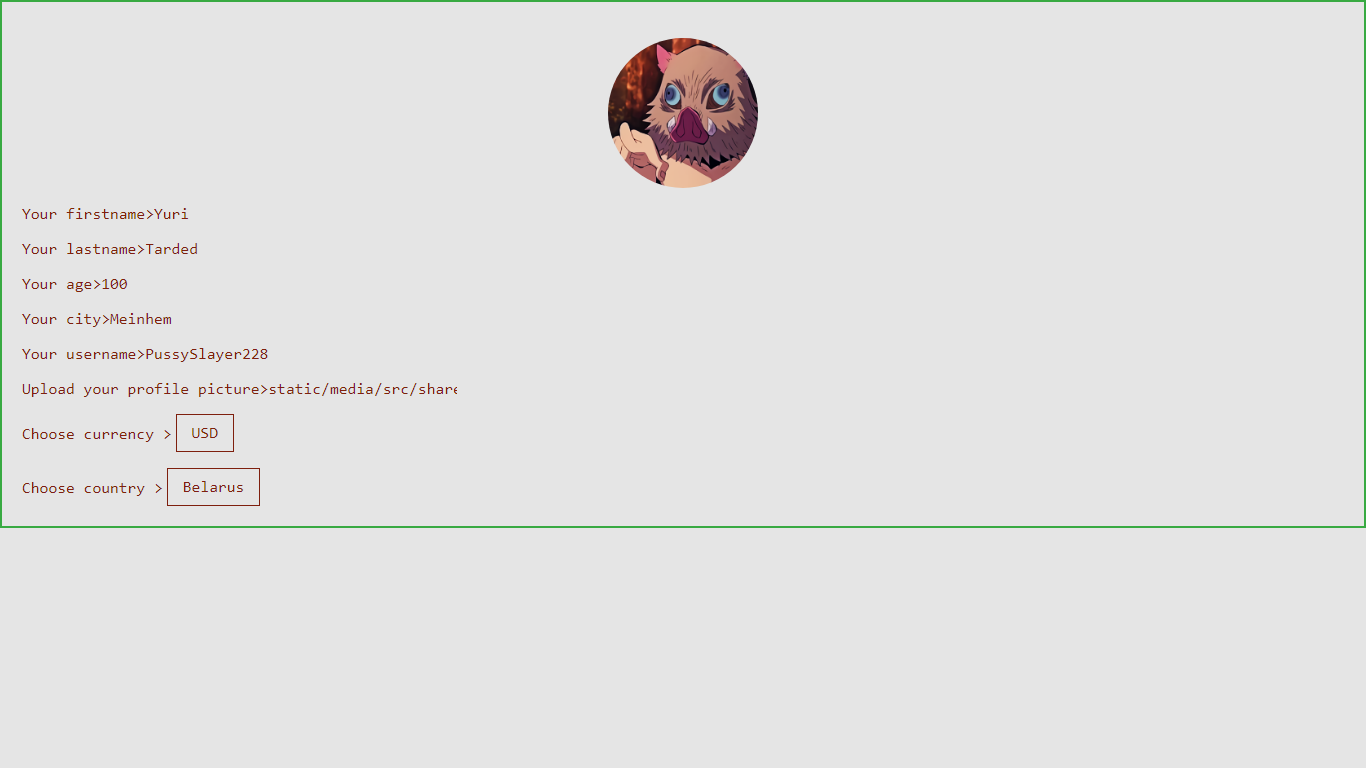 Your firstname>Yuri
Your lastname>Tarded
Your age>100
Your city>Meinhem
Your username>PussySlayer228
Upload your profile picture>static/media/src/share
Choose currency > USD
Choose country > Belarus